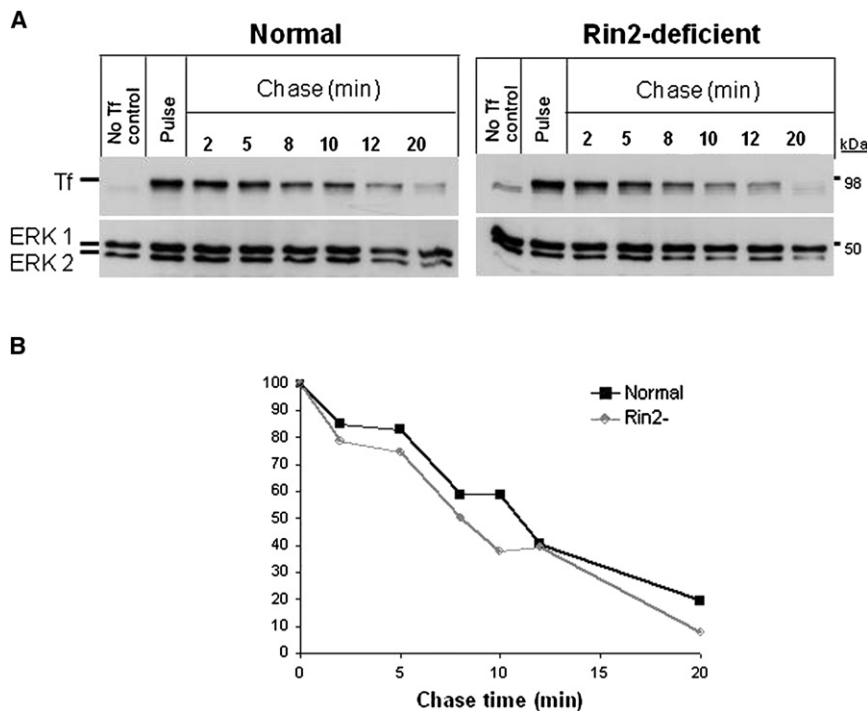 A
Normal
Rin2-deficient
No Tf control
Pulse
Chase (min)
2 5 8 10 12 20
No Tf control
Pulse
Chase (min)
2 5 8 10 12 20
kDa
Tf
98
ERK 1
ERK 2
50
B
100
90
80
70
60
50
40
30
20
10
0
Normal
Rin2-
0 5 10 15 20
Chase time (min)